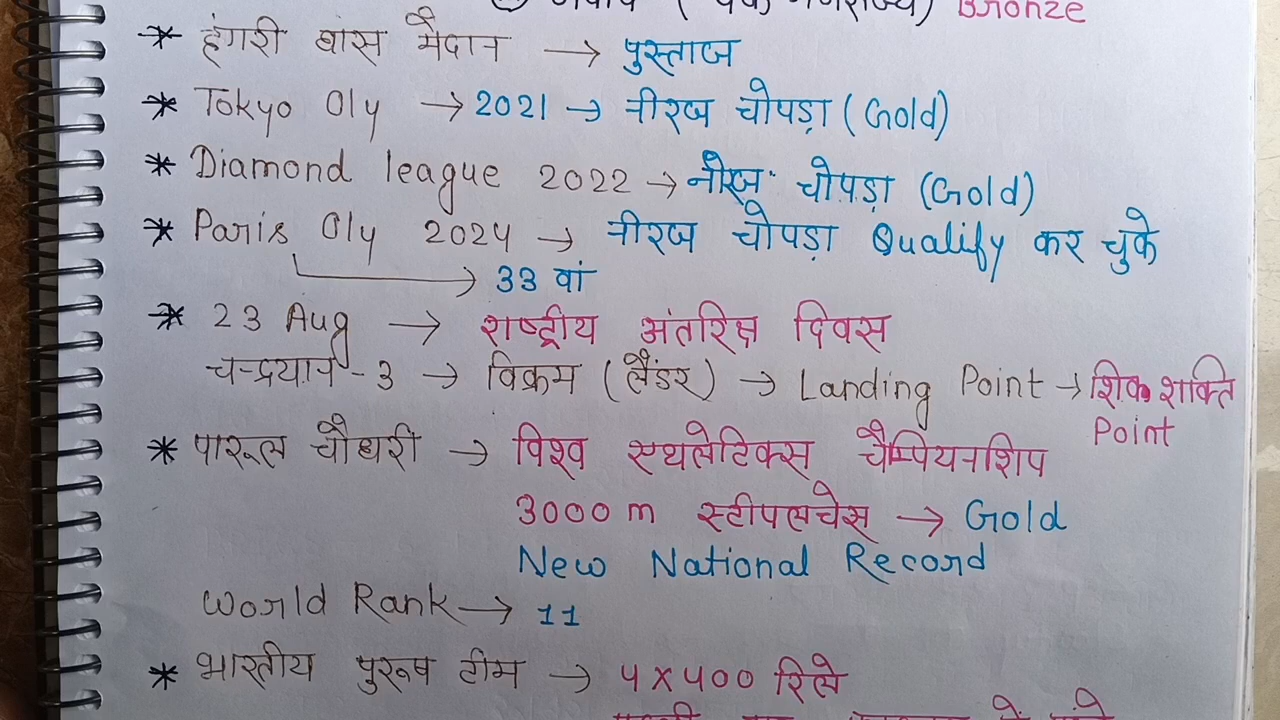 (चेक गणराज्य) Bronze
* हंगरी घास मैदान → पुस्ताज
* Tokyo Oly → 2021 → नीरज चोपड़ा (Gold)
* Diamond league 2022 → नीरज चोपड़ा (Gold)
* Paris Oly 2024 → नीरज चोपड़ा Qualify कर चुके
→ 33 वां
* 23 Aug → राष्ट्रीय अंतरिक्ष दिवस
चन्द्रयान-3 → विक्रम (लैंडर) → Landing Point → शिव शक्ति
Point
* पारूल चौधरी → विश्व एथलेटिक्स चैम्पियनशिप
3000 m स्टीपलचेस → Gold
New National Record
World Rank → 11
* भारतीय पुरूष टीम → 4×400 रिले